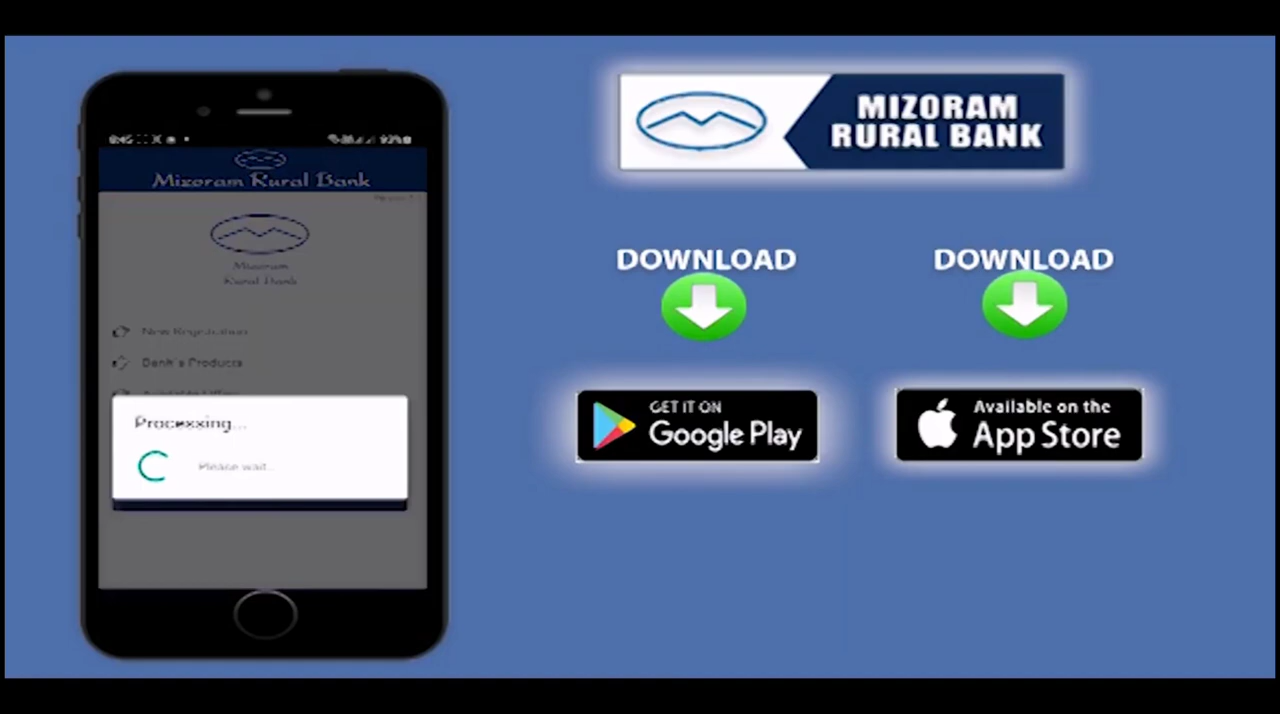 Mizoram Rural Bank
Mizoram
Rural Bank
New Registration
Bank's Products
Processing...
Please wait...
MIZORAM
RURAL BANK
DOWNLOAD
DOWNLOAD
GET IT ON
Google Play
Available on the
App Store